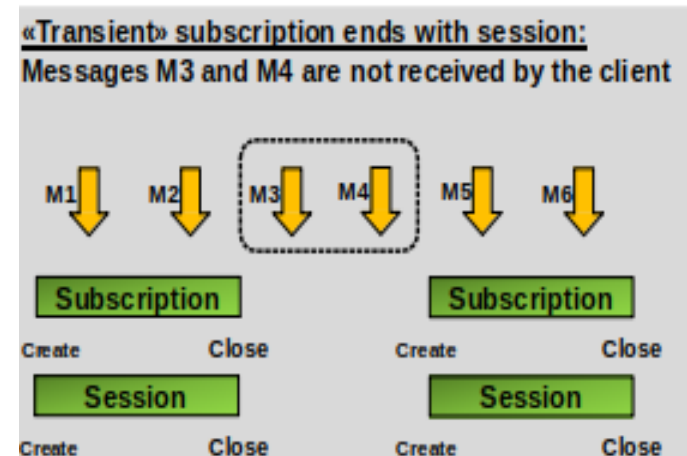 «Transient» subscription ends with session:
Messages M3 and M4 are not received by the client
M1 M2 M3 M4 M5 M6
Subscription Subscription
Create Close Create Close
Session Session
Create Close Create Close